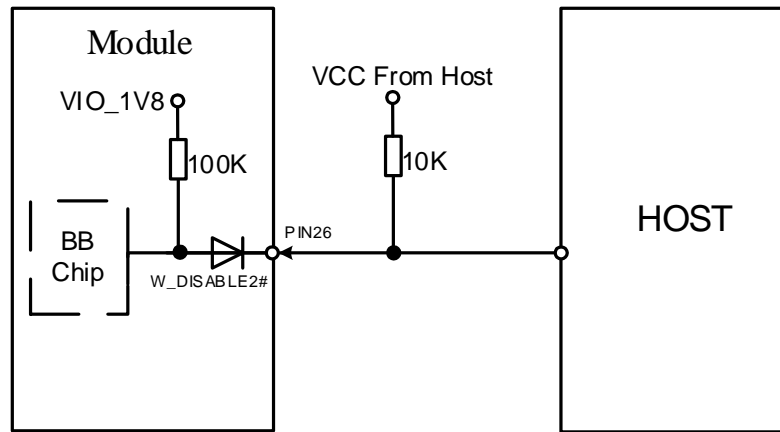 Module
VCC From Host
VIO_1V8
100K
10K
PIN26
HOST
BB
Chip
W_DISABLE2#